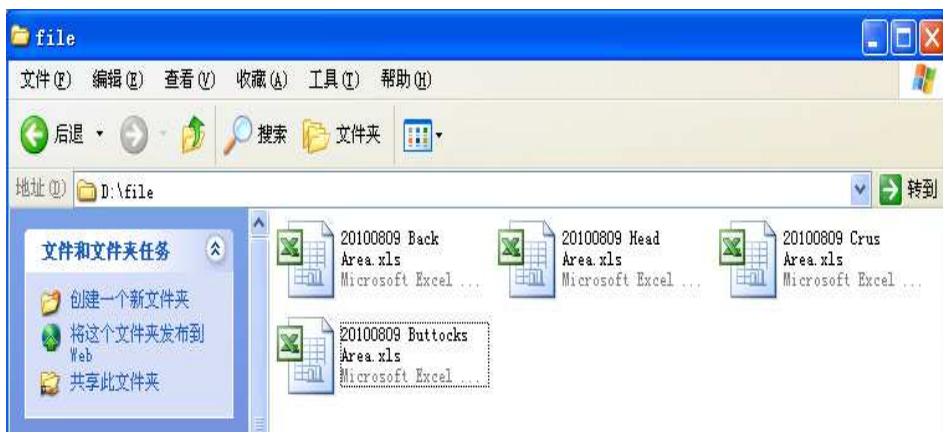 file
文件(F) 编辑(E) 查看(V) 收藏(A) 工具(T) 帮助(H)
后退 搜索 文件夹
地址(D) D:\file 转到
文件和文件夹任务
创建一个新文件夹
将这个文件夹发布到
Web
共享此文件夹
20100809 Back
Area.xls
Microsoft Excel ...
20100809 Head
Area.xls
Microsoft Excel ...
20100809 Crus
Area.xls
Microsoft Excel ...
20100809 Buttocks
Area.xls
Microsoft Excel ...